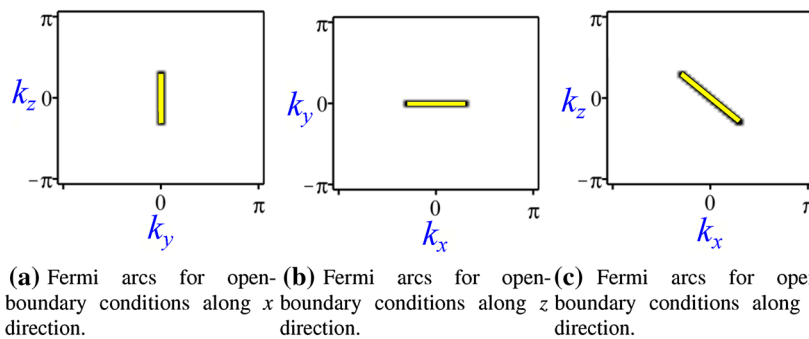 π π π
k_z 0 k_y 0 k_z 0
−π −π −π
0 π 0 π 0
k_y k_x k_x
(a) Fermi arcs for open- (b) Fermi arcs for open- (c) Fermi arcs for ope
boundary conditions along x boundary conditions along z boundary conditions along
direction. direction. direction.